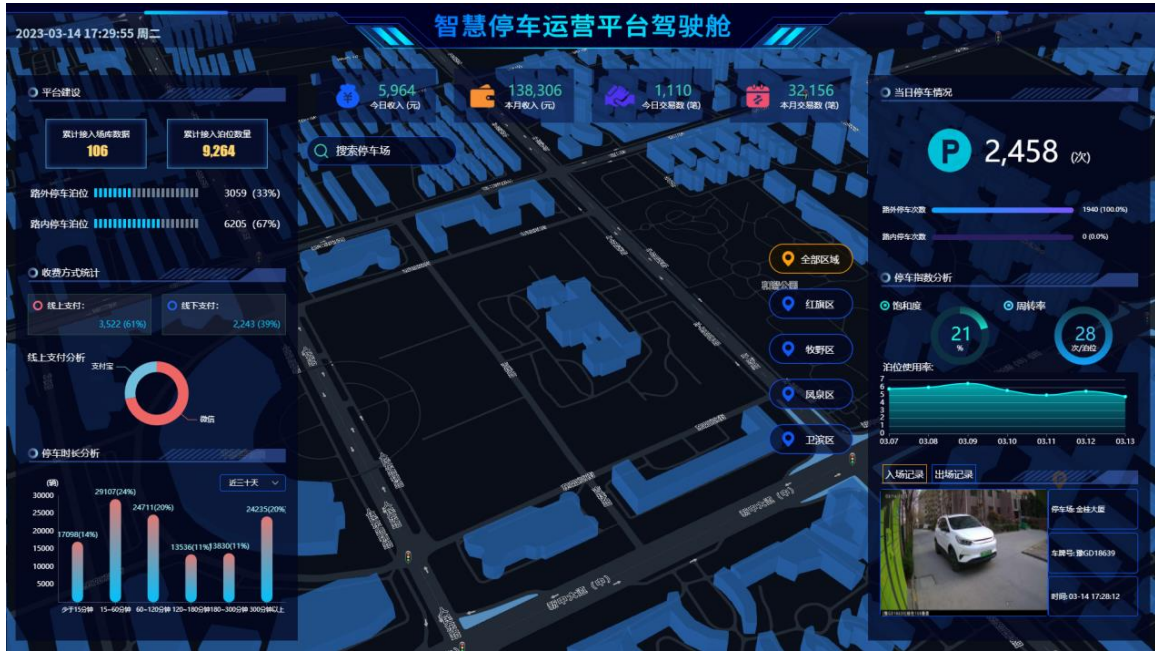 智慧停车运营平台驾驶舱
2023-03-14 17:29:55 周二
平台建设
累计接入场库数据
106
累计接入泊位数量
9,264
路外停车泊位
3059 (33%)
路内停车泊位
6205 (67%)
收费方式统计
线上支付:
3,522 (61%)
线下支付:
2,243 (39%)
线上支付分析
支付宝
微信
停车时长分析
近三十天
(辆)
30000
25000
20000
15000
10000
5000
17098(14%)
29107(24%)
24711(20%)
13536(11%)
13830(11%)
24235(20%)
少于15分钟
15~60分钟
60~120分钟
120~180分钟
180~300分钟
300分钟以上
5,964
今日收入 (元)
138,306
本月收入 (元)
1,110
今日交易数 (笔)
32,156
本月交易数 (笔)
搜索停车场
全部区域
红旗区
牧野区
凤泉区
卫滨区
新中大道 (中)
新中大道 (中)
当日停车情况
P
2,458 (次)
路外停车次数
1940 (100.0%)
路内停车次数
0 (0.0%)
停车指数分析
饱和度
21
%
周转率
28
次/泊位
泊位使用率:
7
6
5
4
3
2
1
0
03.07
03.08
03.09
03.10
03.11
03.12
03.13
入场记录
出场记录
停车场:金桂大厦
车牌号:豫GD18639
时间:03-14 17:28:12